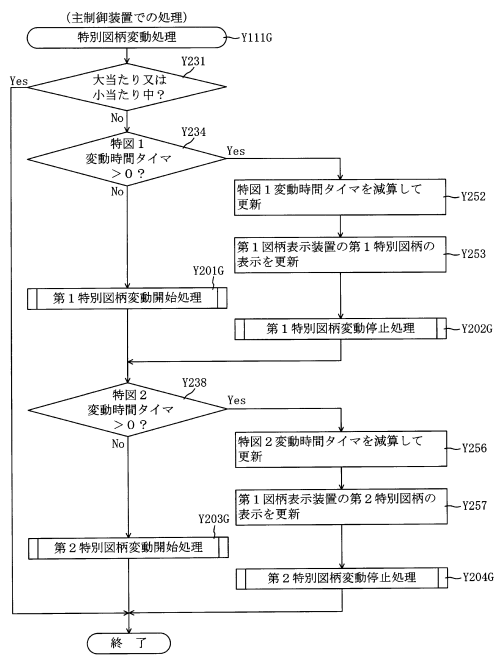 (主制御装置での処理)
特別図柄変動処理
Y111G
Y231
Yes
大当たり又は
小当たり中?
No
Y234
特図1
変動時間タイマ
>0?
Yes
No
特図1変動時間タイマを減算して
更新
Y252
第1図柄表示装置の第1特別図柄の
表示を更新
Y253
Y201G
第1特別図柄変動開始処理
第1特別図柄変動停止処理
Y202G
Y238
特図2
変動時間タイマ
>0?
Yes
No
特図2変動時間タイマを減算して
更新
Y256
第1図柄表示装置の第2特別図柄の
表示を更新
Y257
Y203G
第2特別図柄変動開始処理
第2特別図柄変動停止処理
Y204G
終 了